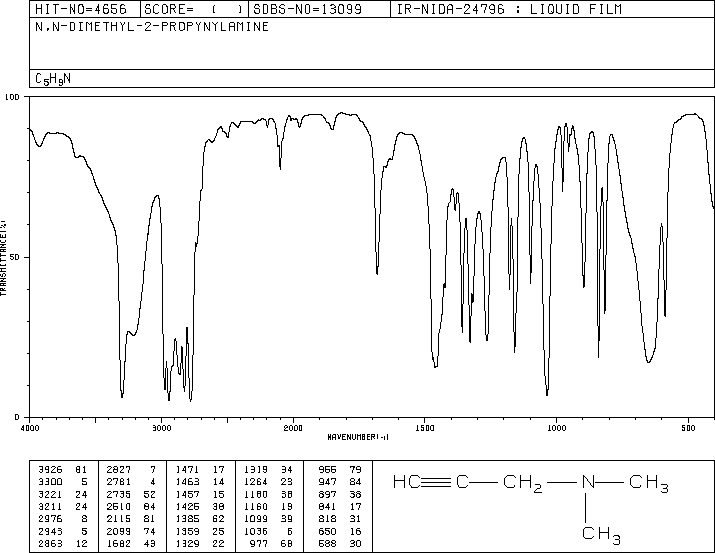 HIT-NO=4656 SCORE= ( ) SDBS-NO=13099 IR-NIDA-24796 : LIQUID FILM
N,N-DIMETHYL-2-PROPYNYLAMINE
C5H9N
100
TRANSMITTANCE(%)
50
0
4000 3000 2000 1500 1000 500
WAVENUMBER(-1)
3926 81 2827 7 1471 17 1319 34 966 79
3300 5 2781 4 1463 14 1264 23 947 84
3221 24 2735 52 1457 15 1180 38 897 38
3211 24 2510 84 1425 38 1160 19 841 17
2976 8 2115 81 1385 62 1099 39 818 31
2943 5 2099 74 1359 25 1036 6 650 16
2863 12 1682 43 1329 22 977 68 588 30
HC C CH2 N CH3
CH3